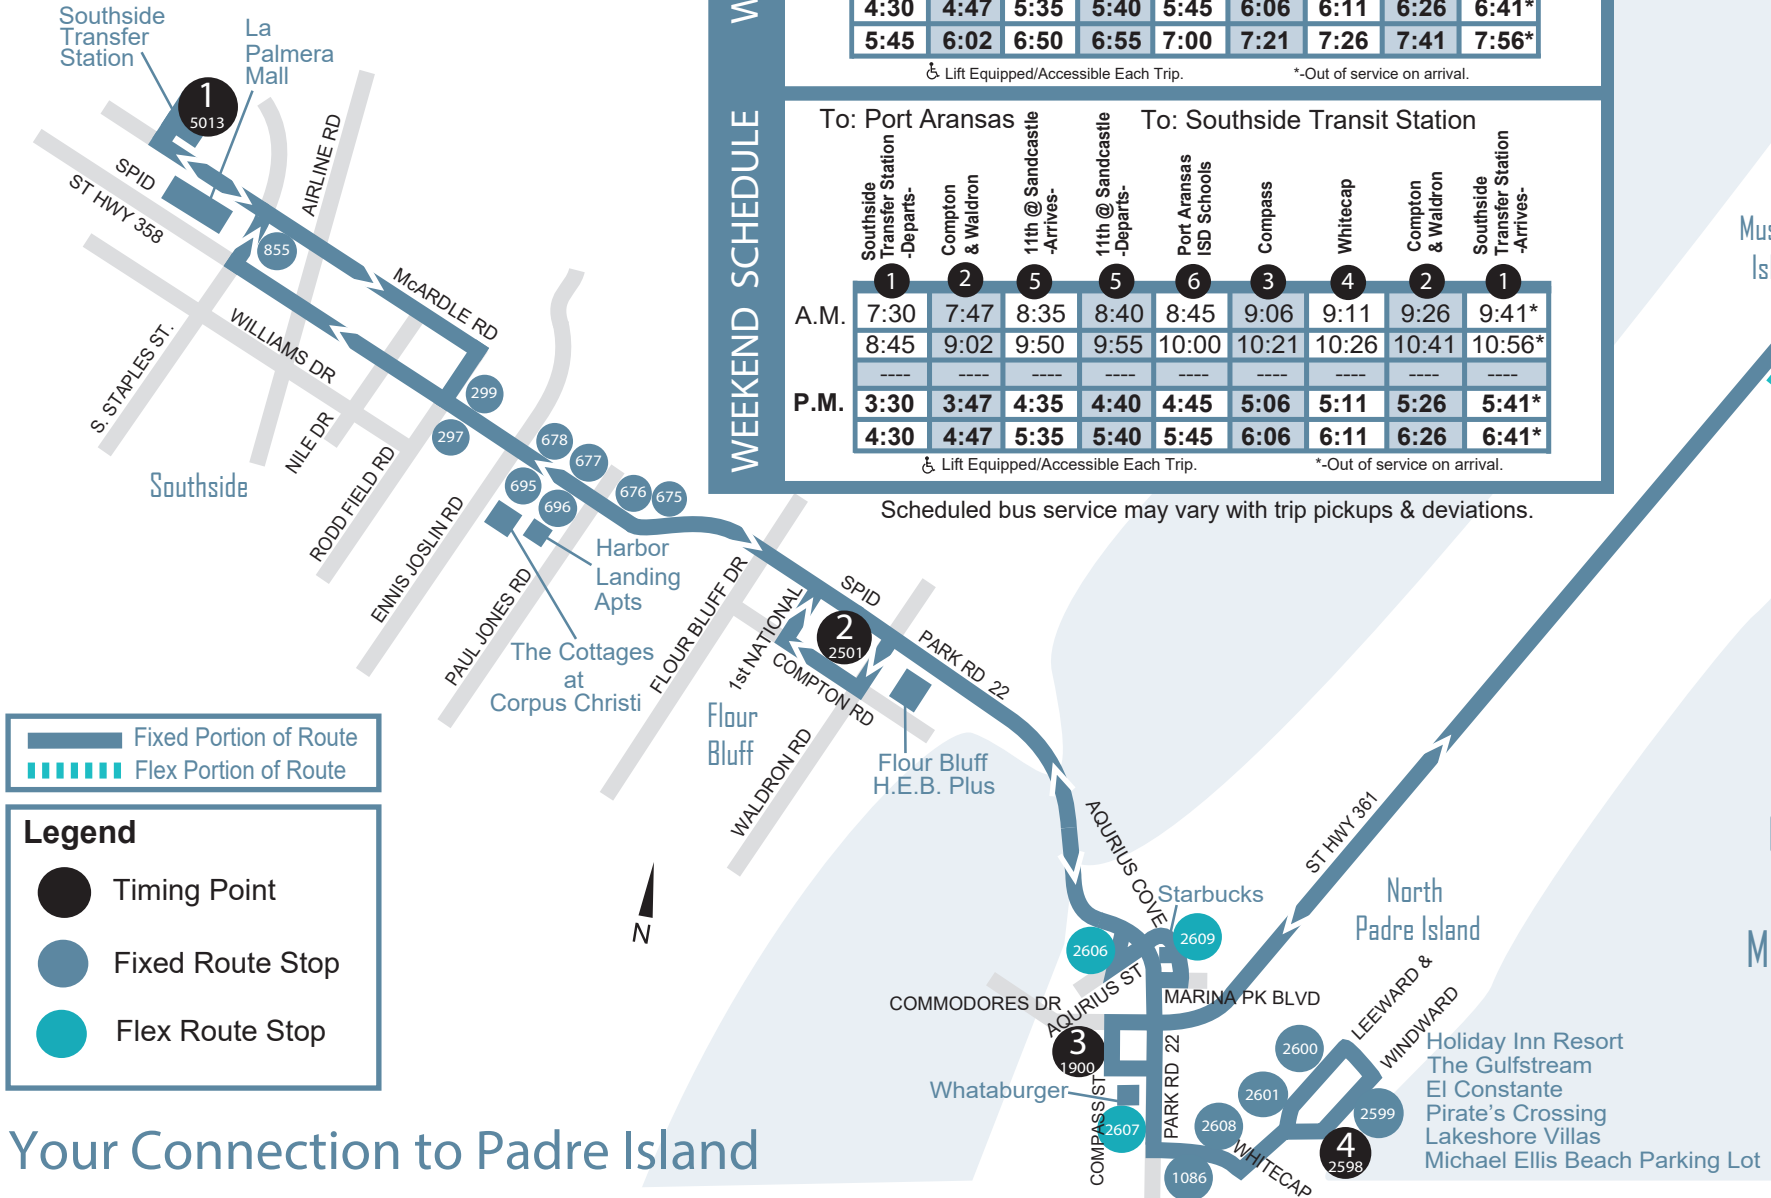 4:30 4:47 5:35 5:40 5:45 6:06 6:11 6:26 6:41*
5:45 6:02 6:50 6:55 7:00 7:21 7:26 7:41 7:56*
Lift Equipped/Accessible Each Trip. *-Out of service on arrival.
WEEKEND SCHEDULE
To: Port Aransas To: Southside Transit Station
Southside
Transfer Station
-Departs-
Compton
& Waldron
11th @ Sandcastle
-Arrives-
11th @ Sandcastle
-Departs-
Port Aransas
ISD Schools
Compass
Whitecap
Compton
& Waldron
Southside
Transfer Station
-Arrives-
1 2 5 5 6 3 4 2 1
A.M. 7:30 7:47 8:35 8:40 8:45 9:06 9:11 9:26 9:41*
8:45 9:02 9:50 9:55 10:00 10:21 10:26 10:41 10:56*
---- ---- ---- ---- ---- ---- ---- ---- ----
P.M. 3:30 3:47 4:35 4:40 4:45 5:06 5:11 5:26 5:41*
4:30 4:47 5:35 5:40 5:45 6:06 6:11 6:26 6:41*
Lift Equipped/Accessible Each Trip. *-Out of service on arrival.
Scheduled bus service may vary with trip pickups & deviations.
Southside
Transfer
Station
La
Palmera
Mall
1
5013
SPID
ST HWY 358
AIRLINE RD
855
McARDLE RD
WILLIAMS DR
S. STAPLES ST.
NILE DR
299
297
RODD FIELD RD
Southside
678
677
695
696
676
675
ENNIS JOSLIN RD
PAUL JONES RD
Harbor
Landing
Apts
The Cottages
at
Corpus Christi
FLOUR BLUFF DR
1st NATIONAL
SPID
2
2501
COMPTON RD
PARK RD 22
Flour
Bluff
WALDRON RD
Flour Bluff
H.E.B. Plus
Fixed Portion of Route
Flex Portion of Route
Legend
Timing Point
Fixed Route Stop
Flex Route Stop
N
AQURIUS COVE
Starbucks
2606
2609
AQURIUS ST
COMMODORES DR
MARINA PK BLVD
ST HWY 361
North
Padre Island
3
1900
Whataburger
COMPASS ST
2607
PARK RD 22
2600
2601
2608
2599
LEEWARD &
WINDWARD
WHITECAP
1086
4
2598
Holiday Inn Resort
The Gulfstream
El Constante
Pirate's Crossing
Lakeshore Villas
Michael Ellis Beach Parking Lot
Your Connection to Padre Island